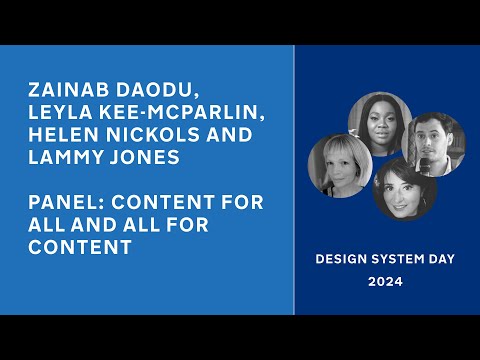 ZAINAB DAODU,
LEYLA KEE-MCPARLIN,
HELEN NICKOLS AND
LAMMY JONES
PANEL: CONTENT FOR
ALL AND ALL FOR
CONTENT
DESIGN SYSTEM DAY
2024